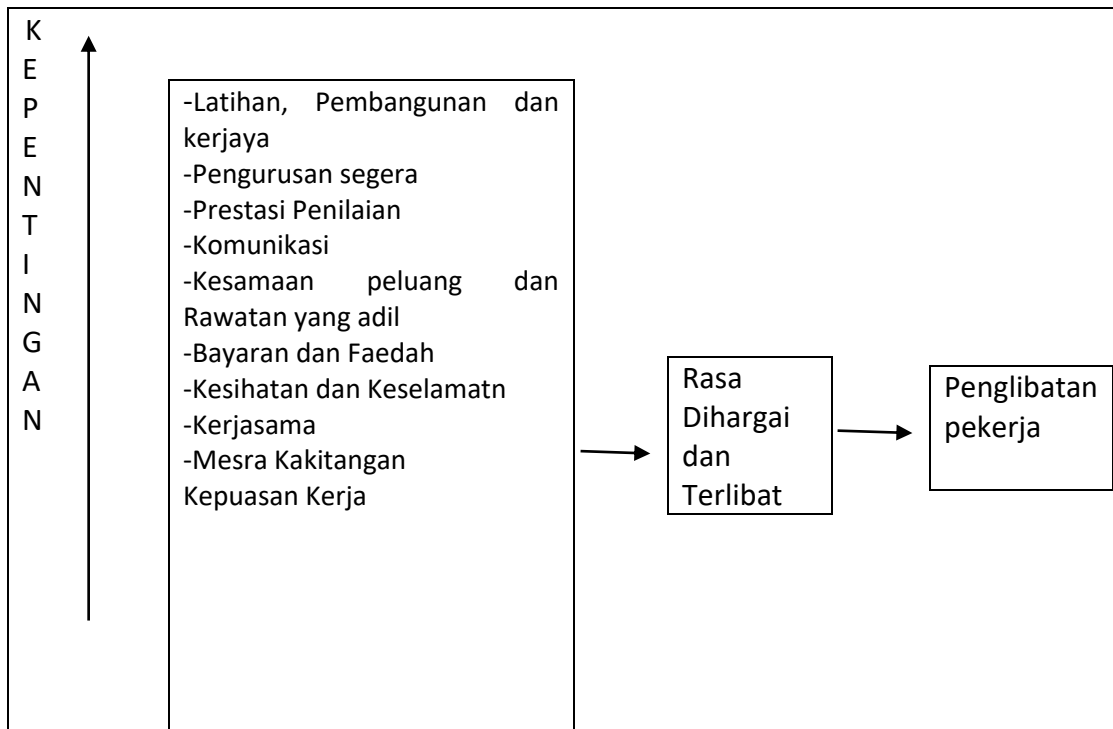 K
E
P
E
N
T
I
N
G
A
N
-Latihan, Pembangunan dan
kerjaya
-Pengurusan segera
-Prestasi Penilaian
-Komunikasi
-Kesamaan peluang dan
Rawatan yang adil
-Bayaran dan Faedah
-Kesihatan dan Keselamatn
-Kerjasama
-Mesra Kakitangan
Kepuasan Kerja
Rasa
Dihargai
dan
Terlibat
Penglibatan
pekerja